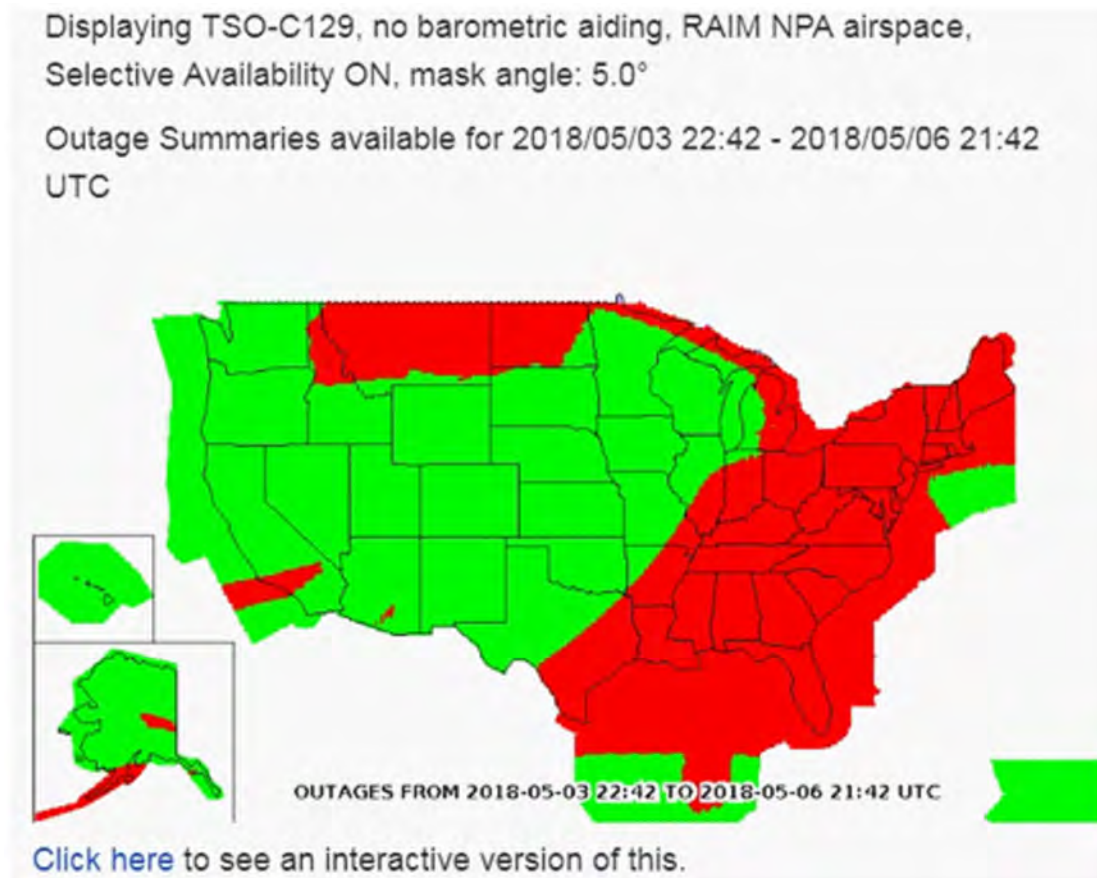 Displaying TSO-C129, no barometric aiding, RAIM NPA airspace,
Selective Availability ON, mask angle: 5.0°
Outage Summaries available for 2018/05/03 22:42 - 2018/05/06 21:42
UTC
OUTAGES FROM 2018-05-03 22:42 TO 2018-05-06 21:42 UTC
Click here to see an interactive version of this.